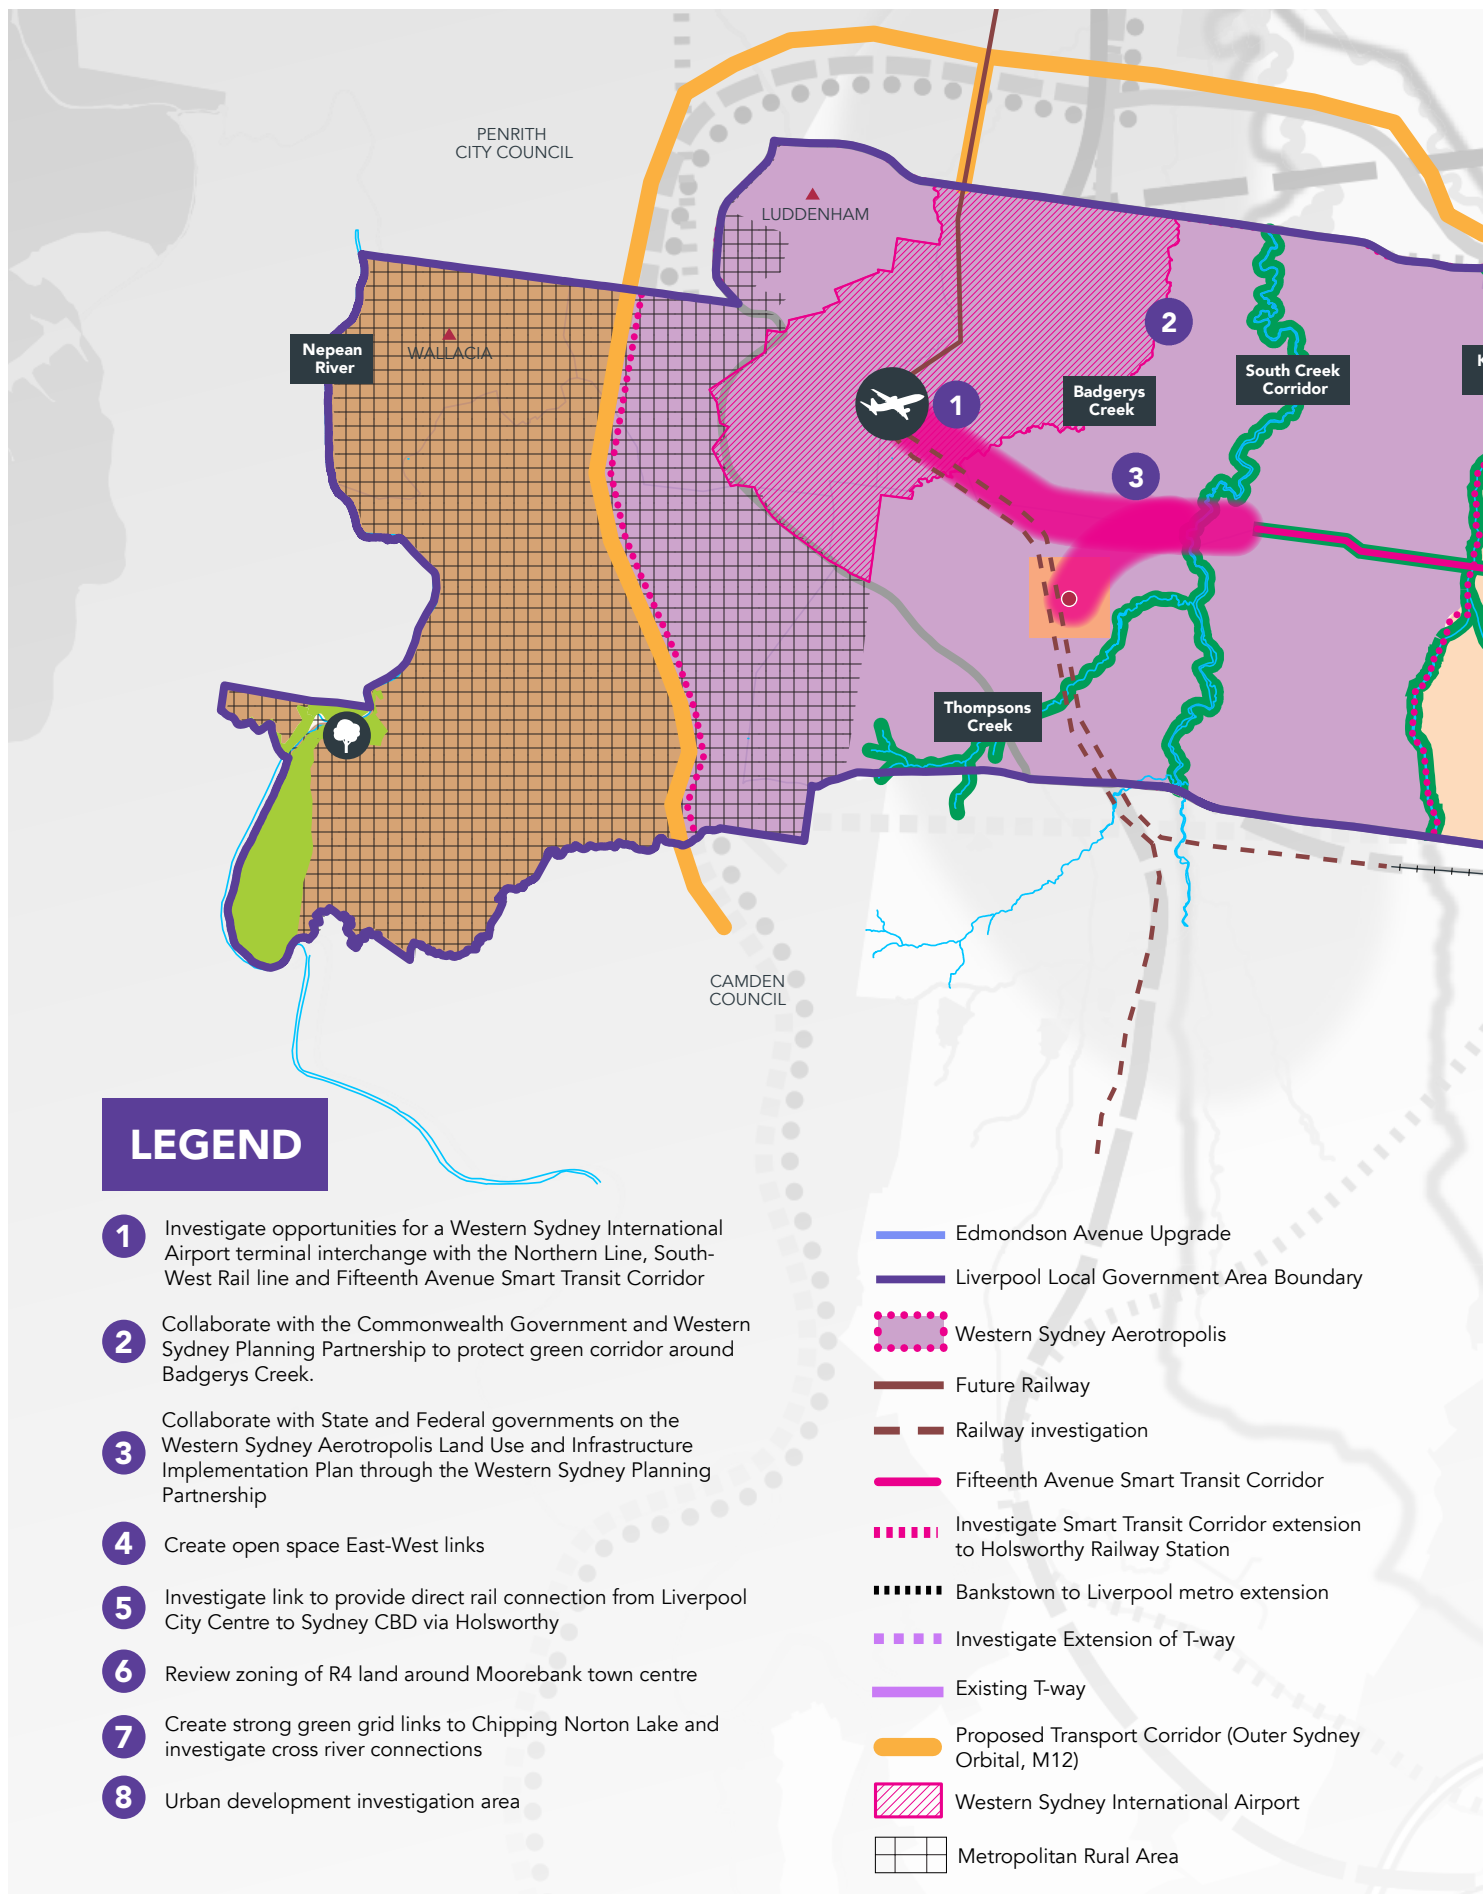 PENRITH
CITY COUNCIL
LUDDENHAM
Nepean
River
WALLACIA
2
1
Badgerys
Creek
South Creek
Corridor
K
3
Thompsons
Creek
CAMDEN
COUNCIL
LEGEND
1
Investigate opportunities for a Western Sydney International
Airport terminal interchange with the Northern Line, South-
West Rail line and Fifteenth Avenue Smart Transit Corridor
2
Collaborate with the Commonwealth Government and Western
Sydney Planning Partnership to protect green corridor around
Badgerys Creek.
3
Collaborate with State and Federal governments on the
Western Sydney Aerotropolis Land Use and Infrastructure
Implementation Plan through the Western Sydney Planning
Partnership
4
Create open space East-West links
5
Investigate link to provide direct rail connection from Liverpool
City Centre to Sydney CBD via Holsworthy
6
Review zoning of R4 land around Moorebank town centre
7
Create strong green grid links to Chipping Norton Lake and
investigate cross river connections
8
Urban development investigation area
Edmondson Avenue Upgrade
Liverpool Local Government Area Boundary
Western Sydney Aerotropolis
Future Railway
Railway investigation
Fifteenth Avenue Smart Transit Corridor
Investigate Smart Transit Corridor extension
to Holsworthy Railway Station
Bankstown to Liverpool metro extension
Investigate Extension of T-way
Existing T-way
Proposed Transport Corridor (Outer Sydney
Orbital, M12)
Western Sydney International Airport
Metropolitan Rural Area